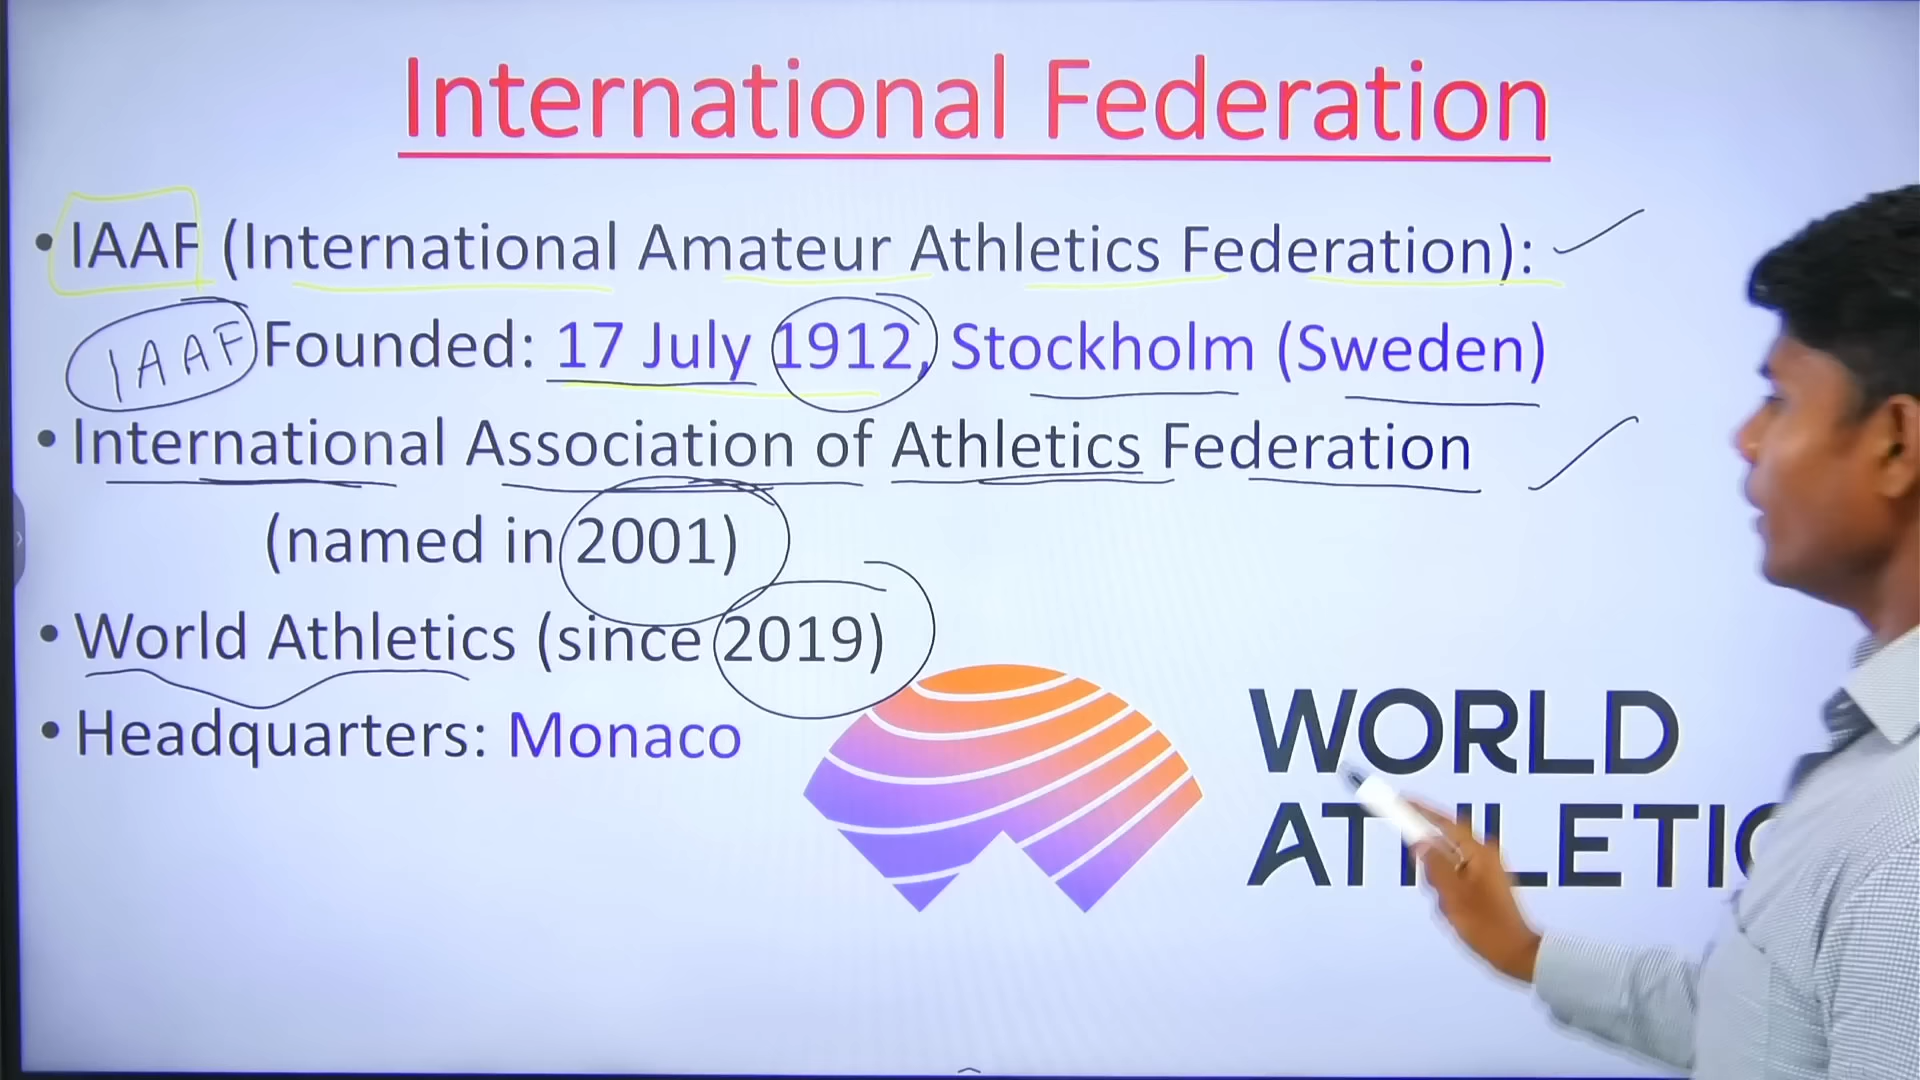 International Federation
• IAAF (International Amateur Athletics Federation):
IAAF Founded: 17 July 1912, Stockholm (Sweden)
• International Association of Athletics Federation
(named in 2001)
• World Athletics (since 2019)
• Headquarters: Monaco
WORLD
ATHLETIC